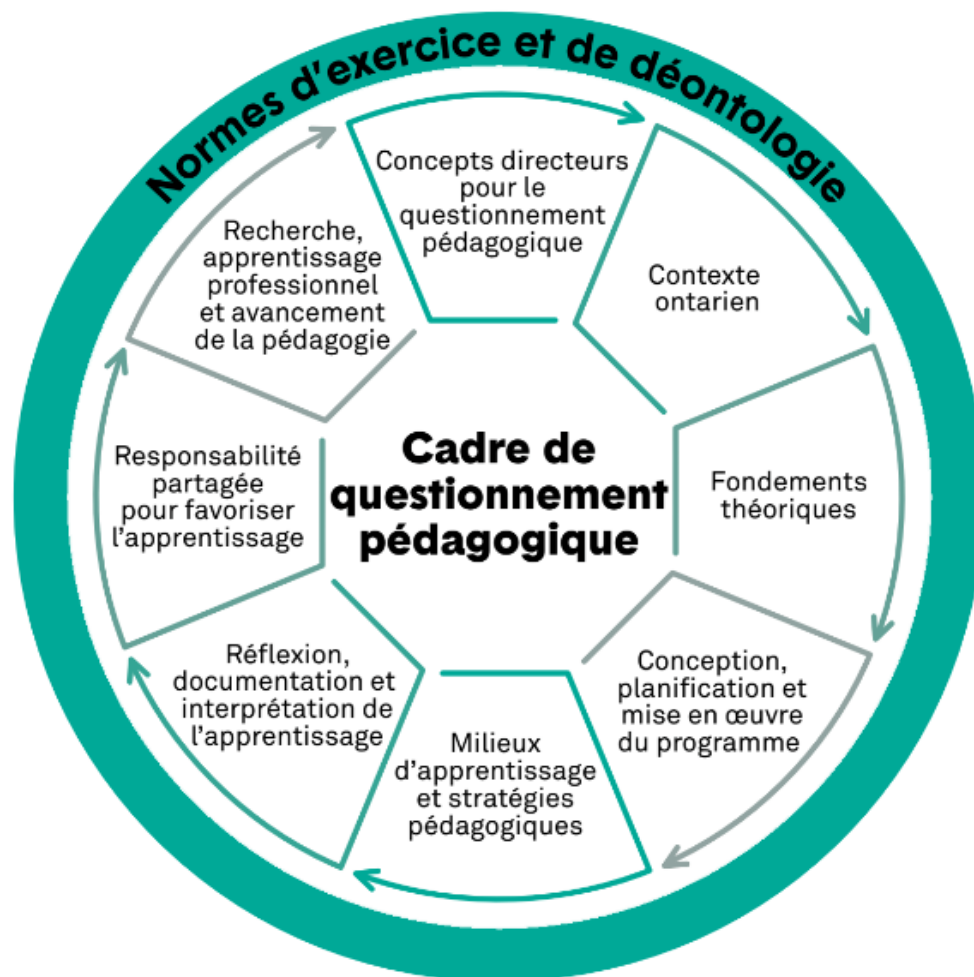 Normes d'exercice et de déontologie
Concepts directeurs
pour le
questionnement
pédagogique
Contexte
ontarien
Fondements
théoriques
Conception,
planification et
mise en œuvre
du programme
Milieux
d'apprentissage
et stratégies
pédagogiques
Réflexion,
documentation et
interprétation de
l'apprentissage
Responsabilité
partagée
pour favoriser
l'apprentissage
Recherche,
apprentissage
professionnel
et avancement
de la pédagogie
Cadre de
questionnement
pédagogique